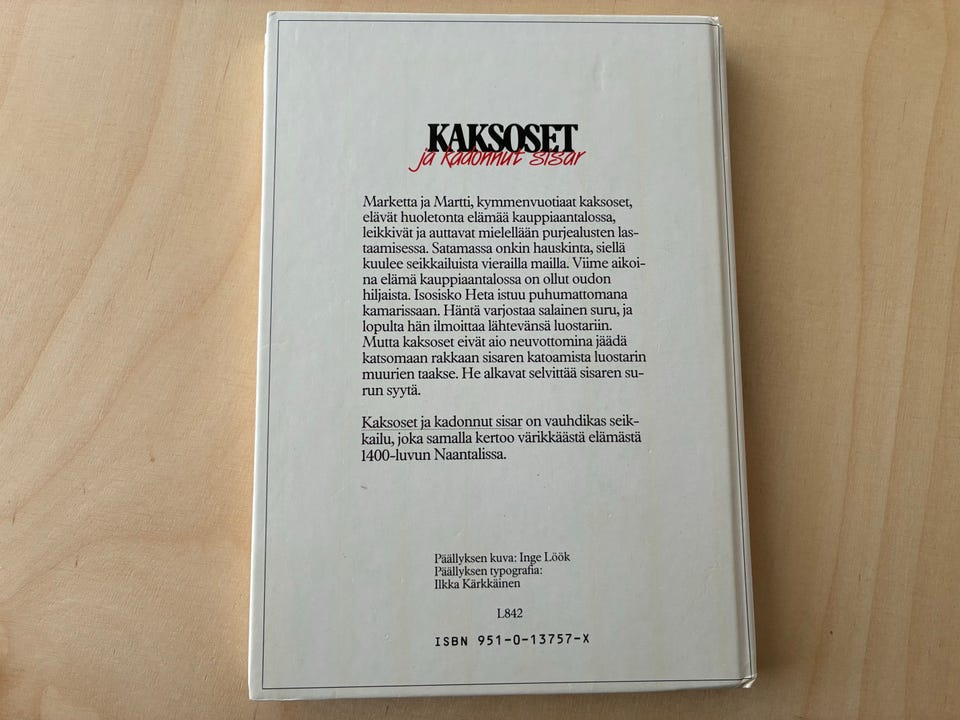 KAKSOSET
ja kadonnut sisar
Marketta ja Martti, kymmenvuotiaat kaksoset,
elävät huoletonta elämää kauppiaantalossa,
leikkivät ja auttavat mielellään purjealusten las-
taamisessa. Satamassa onkin hauskinta, siellä
kuulee seikkailuista vierailla mailla. Viime aikoi-
na elämä kauppiaantalossa on ollut oudon
hiljaista. Isosisko Heta istuu puhumattomana
kamarissaan. Häntä varjostaa salainen suru, ja
lopulta hän ilmoittaa lähtevänsä luostariin.
Mutta kaksoset eivät aio neuvottomina jäädä
katsomaan rakkaan sisaren katoamista luostarin
muurien taakse. He alkavat selvittää sisaren su-
run syytä.
Kaksoset ja kadonnut sisar on vauhdikas seik-
kailu, joka samalla kertoo värikkäästä elämästä
1400-luvun Naantalissa.
Päällyksen kuva: Inge Löök
Päällyksen typografia:
Ilkka Kärkkäinen
L842
ISBN 951-0-13757-X